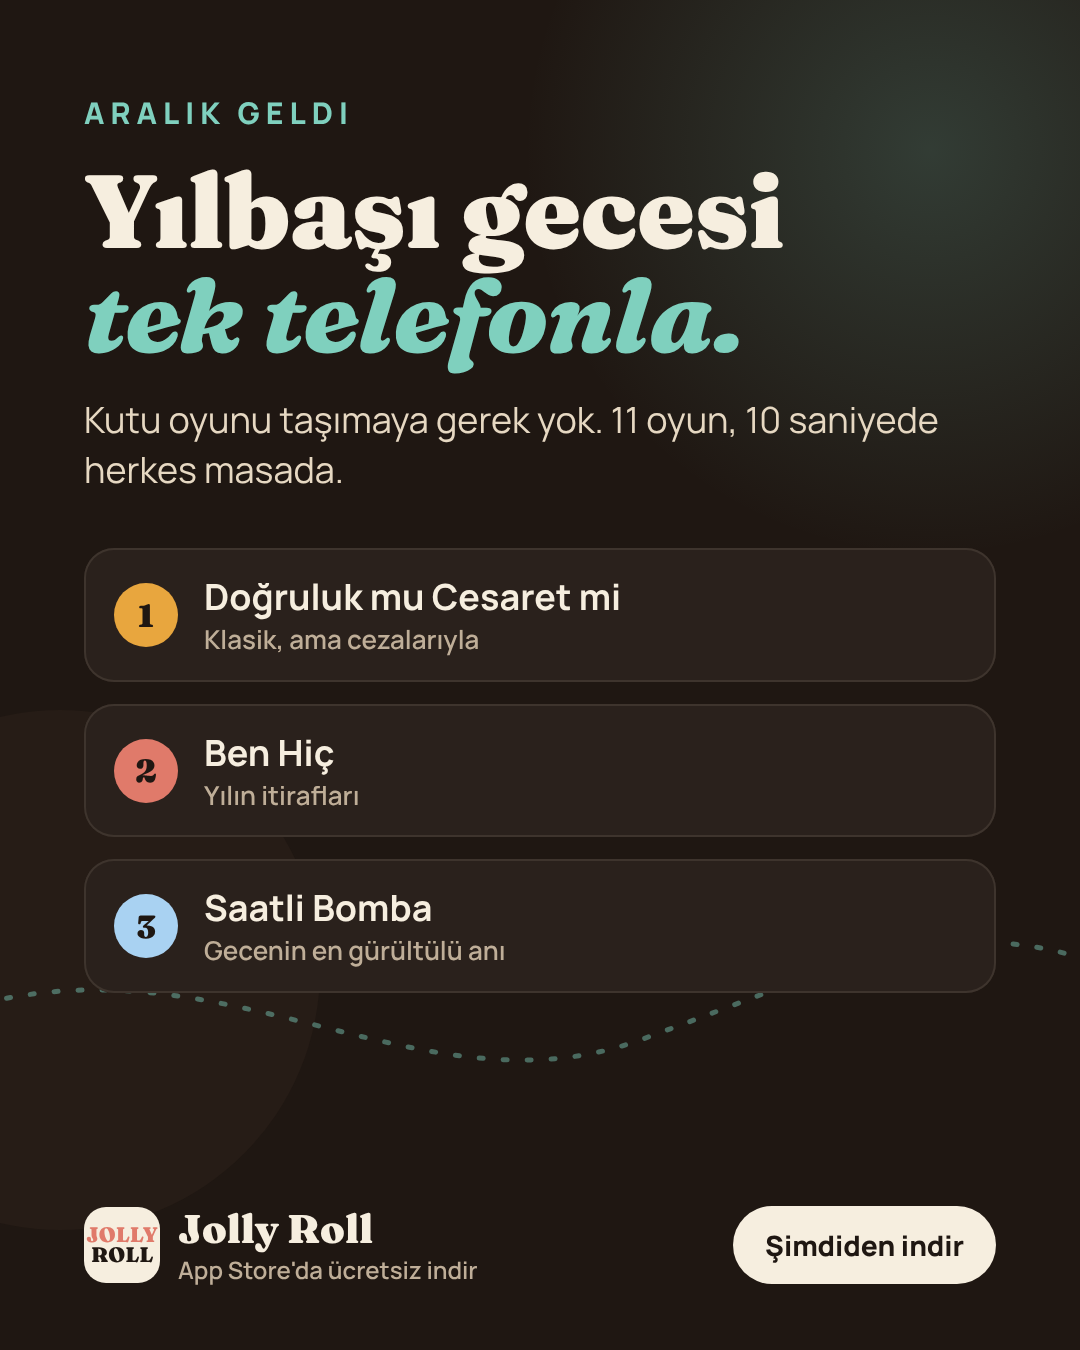 ARALIK GELDI
Yılbaşı gecesi
tek telefonla.
Kutu oyunu taşımaya gerek yok. 11 oyun, 10 saniyede
herkes masada.
1
Doğruluk mu Cesaret mi
Klasik, ama cezalarıyla
2
Ben Hiç
Yılın itirafları
3
Saatli Bomba
Gecenin en gürültülü anı
JOLLY
ROLL
Jolly Roll
App Store'da ücretsiz indir
Şimdiden indir